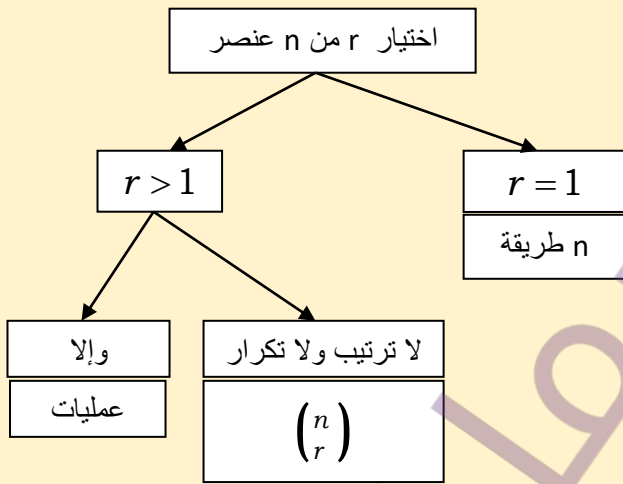 اختيار r من n عنصر
r = 1
n طريقة
r > 1
لا ترتيب ولا تكرار
(n r)
وإلا
عمليات